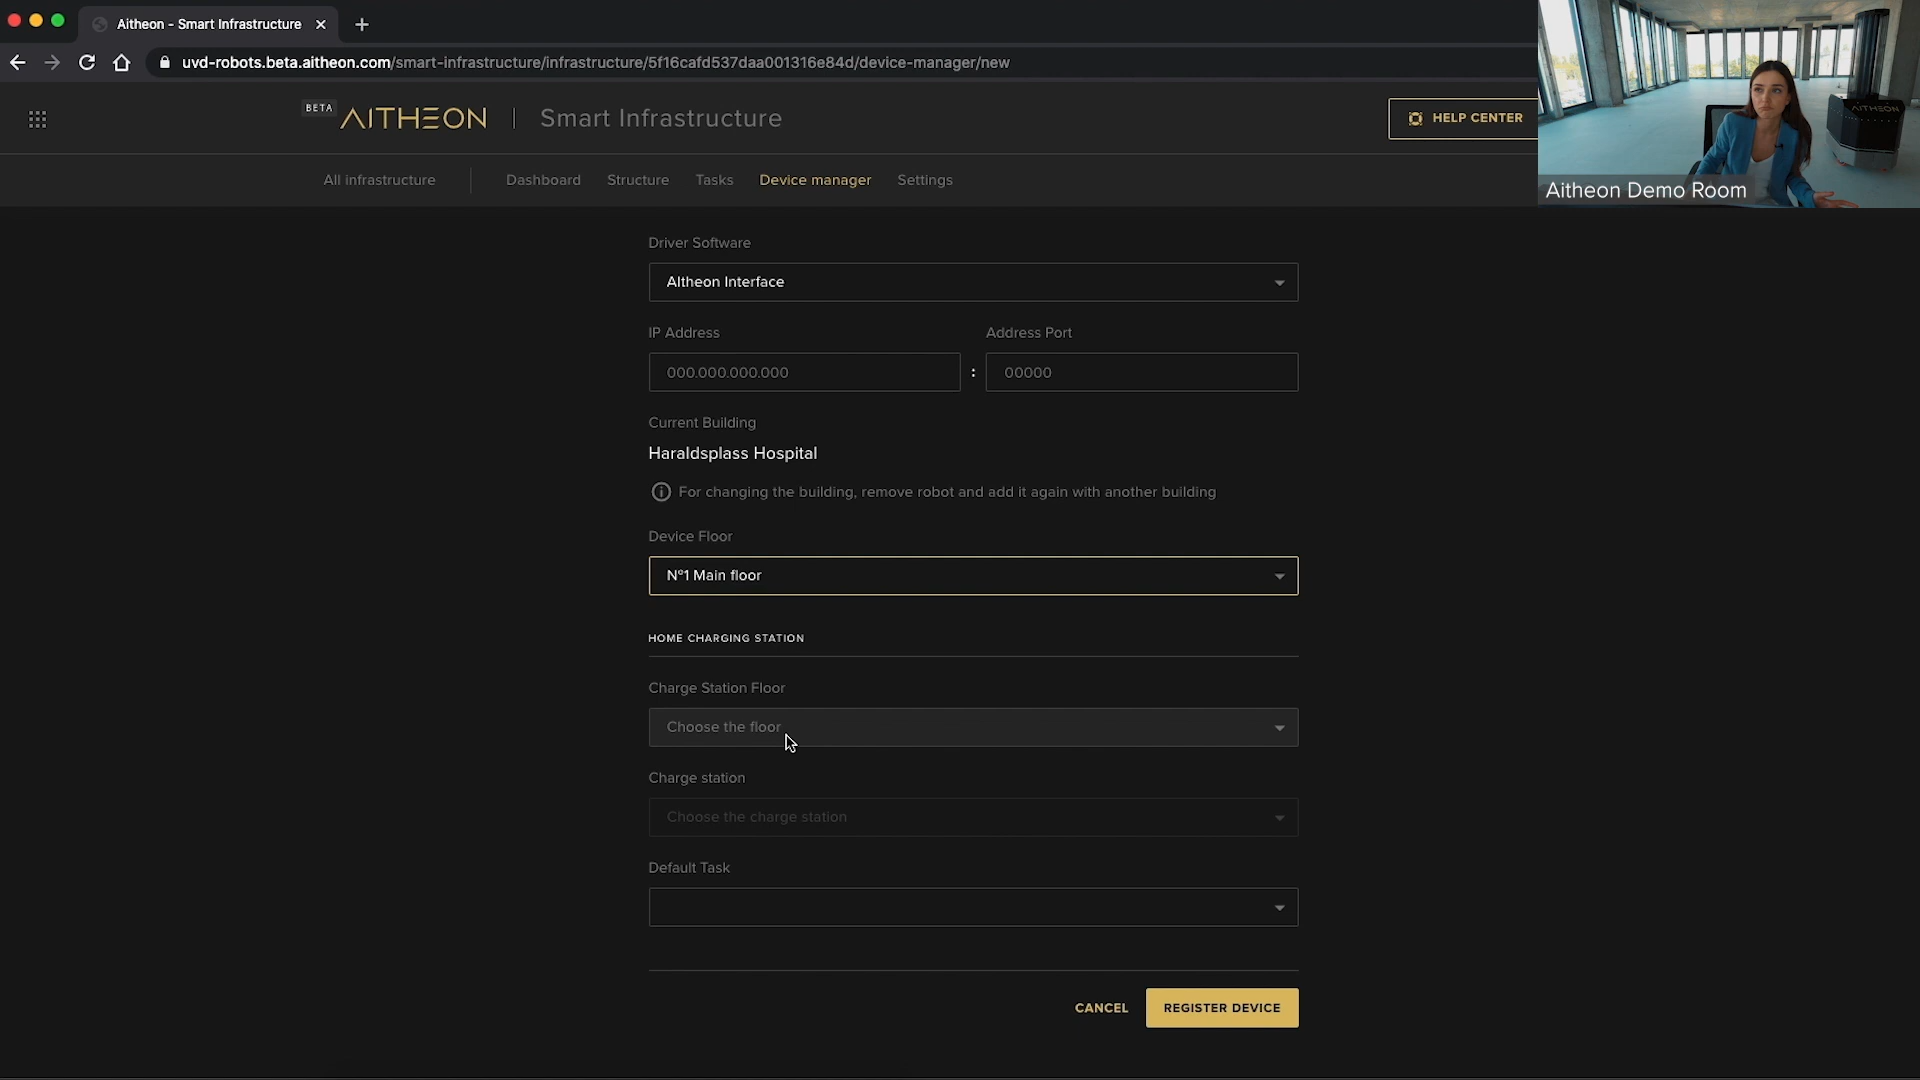 Aitheon - Smart Infrastructure
uvd-robots.beta.aitheon.com/smart-infrastructure/infrastructure/5f16cafd537daa001316e84d/device-manager/new
BETA
AITHEON
Smart Infrastructure
HELP CENTER
AITHEON
Aitheon Demo Room
All infrastructure
Dashboard
Structure
Tasks
Device manager
Settings
Driver Software
AItheon Interface
IP Address
Address Port
000.000.000.000
:
00000
Current Building
Haraldsplass Hospital
For changing the building, remove robot and add it again with another building
Device Floor
Nº1 Main floor
HOME CHARGING STATION
Charge Station Floor
Choose the floor
Charge station
Choose the charge station
Default Task
CANCEL
REGISTER DEVICE